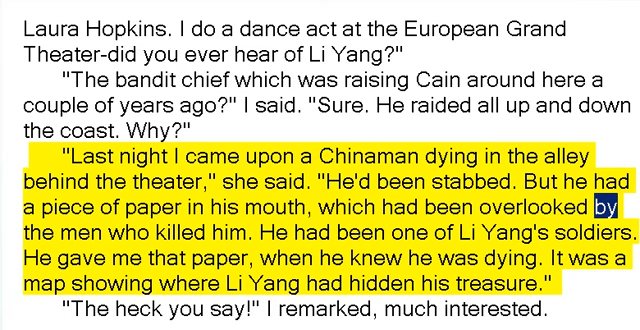 Laura Hopkins. I do a dance act at the European Grand
Theater-did you ever hear of Li Yang?"
"The bandit chief which was raising Cain around here a
couple of years ago?" I said. "Sure. He raided all up and down
the coast. Why?"
"Last night I came upon a Chinaman dying in the alley
behind the theater," she said. "He'd been stabbed. But he had
a piece of paper in his mouth, which had been overlooked by
the men who killed him. He had been one of Li Yang's soldiers.
He gave me that paper, when he knew he was dying. It was a
map showing where Li Yang had hidden his treasure."
"The heck you say!" I remarked, much interested.